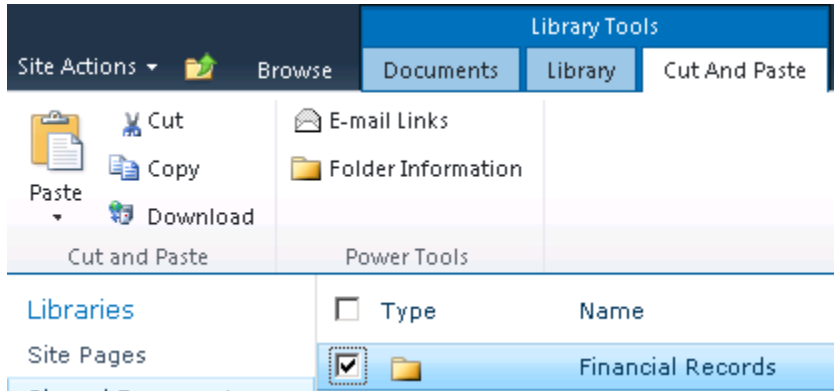 Library Tools
Site Actions Browse Documents Library Cut And Paste
Cut E-mail Links
Copy Folder Information
Paste
Download
Cut and Paste Power Tools
Libraries Type Name
Site Pages
Financial Records